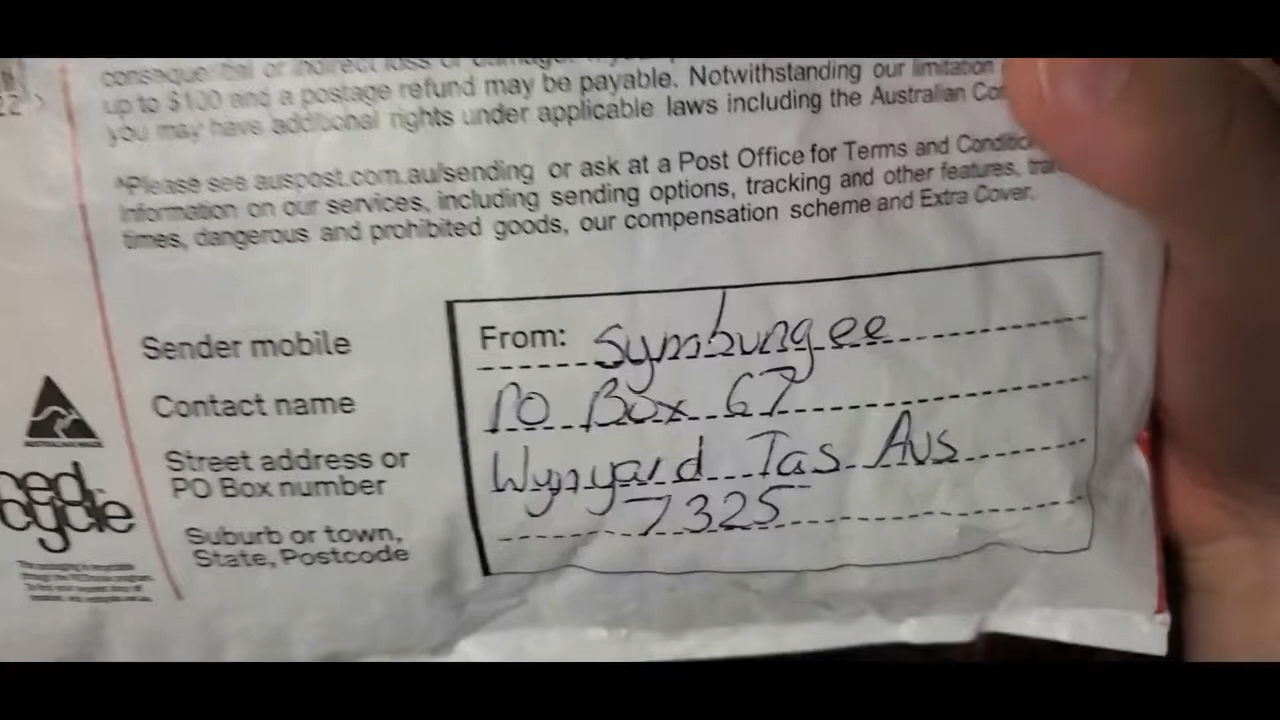 up to $100 and a postage refund may be payable. Notwithstanding our limitation
you may have additional rights under applicable laws including the Australian
^Please see auspost.com.au/sending or ask at a Post Office for Terms and
information on our services, including sending options, tracking and other features,
times, dangerous and prohibited goods, our compensation scheme and Extra Cover.
Sender mobile
From: Symbungee
Contact name
PO Box 67
Street address or
PO Box number
Wynyard Tas Aus
Suburb or town,
State, Postcode
7325
AUSTRALIAN MADE
red
cycle